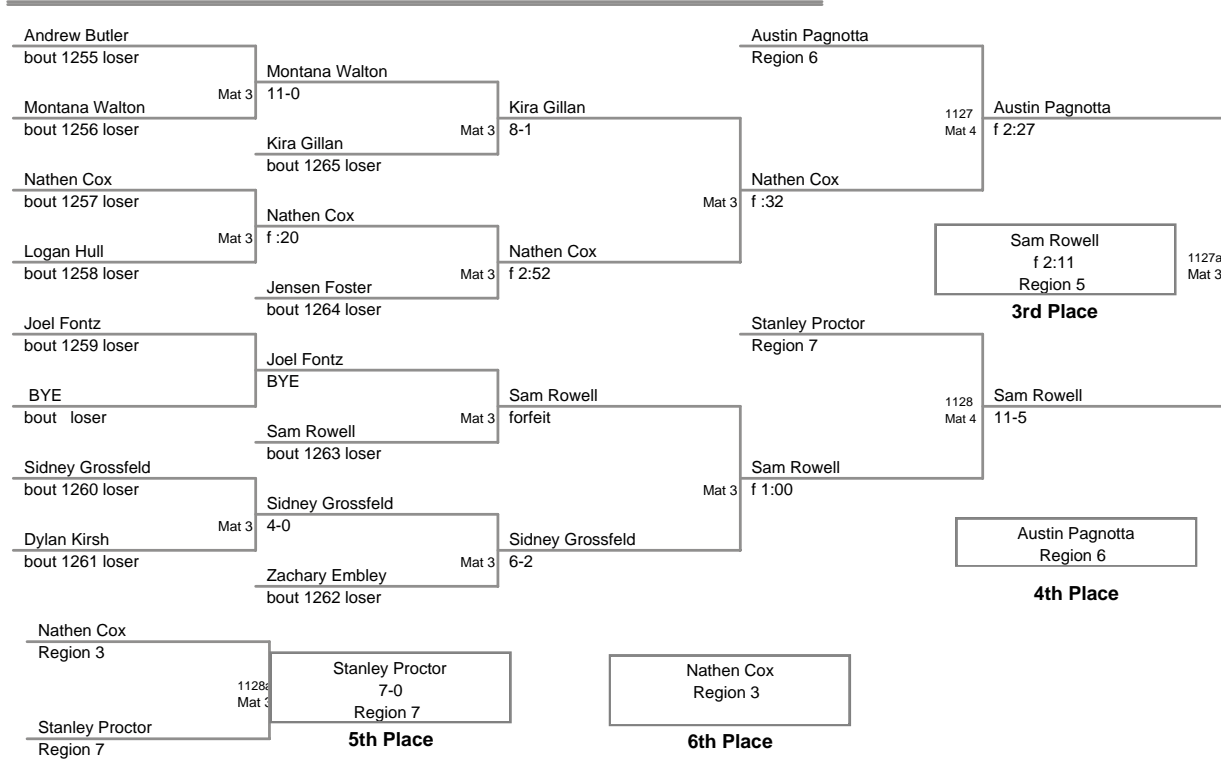 Andrew Butler
bout 1255 loser
Mat 3
Montana Walton
bout 1256 loser
Montana Walton
11-0
Kira Gillan
bout 1265 loser
Mat 3
Kira Gillan
8-1
Nathen Cox
bout 1257 loser
Mat 3
Logan Hull
bout 1258 loser
Nathen Cox
f :20
Jensen Foster
bout 1264 loser
Mat 3
Nathen Cox
f 2:52
Mat 3
Nathen Cox
f :32
Austin Pagnotta
Region 6
1127
Mat 4
Austin Pagnotta
f 2:27
Sam Rowell
f 2:11
Region 5
3rd Place
1127a
Mat 3
Joel Fontz
bout 1259 loser
BYE
bout loser
Joel Fontz
BYE
Sam Rowell
bout 1263 loser
Mat 3
Sam Rowell
forfeit
Sidney Grossfeld
bout 1260 loser
Mat 3
Dylan Kirsh
bout 1261 loser
Sidney Grossfeld
4-0
Zachary Embley
bout 1262 loser
Mat 3
Sidney Grossfeld
6-2
Mat 3
Sam Rowell
f 1:00
Stanley Proctor
Region 7
1128
Mat 4
Sam Rowell
11-5
Austin Pagnotta
Region 6
4th Place
Nathen Cox
Region 3
1128a
Mat 3
Stanley Proctor
Region 7
Stanley Proctor
7-0
Region 7
5th Place
Nathen Cox
Region 3
6th Place